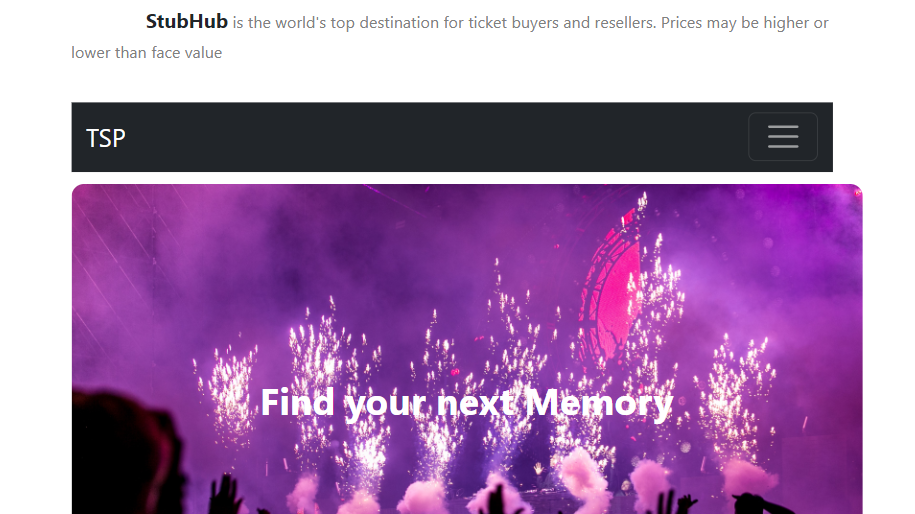 StubHub is the world's top destination for ticket buyers and resellers. Prices may be higher or
lower than face value
TSP
Find your next Memory